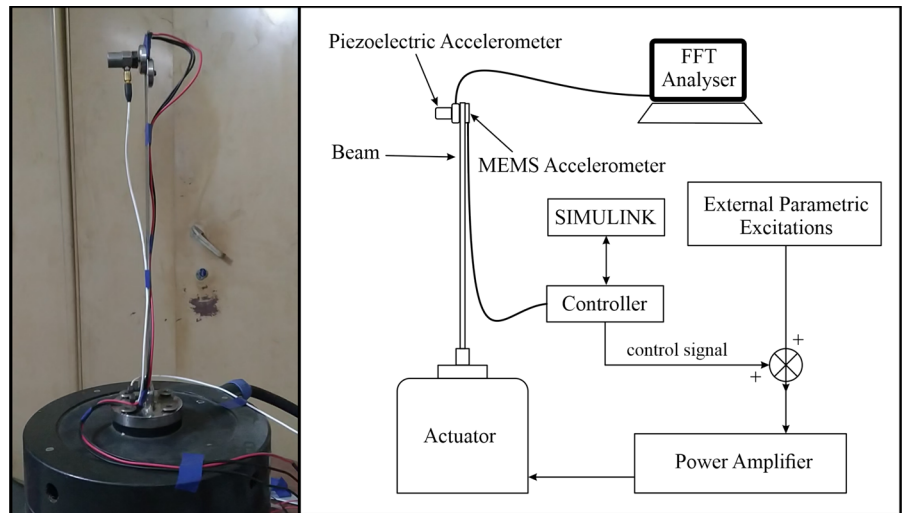 Piezoelectric Accelerometer
FFT
Analyser
Beam
MEMS Accelerometer
SIMULINK
External Parametric
Excitations
Controller
control signal
+
+
Actuator
Power Amplifier